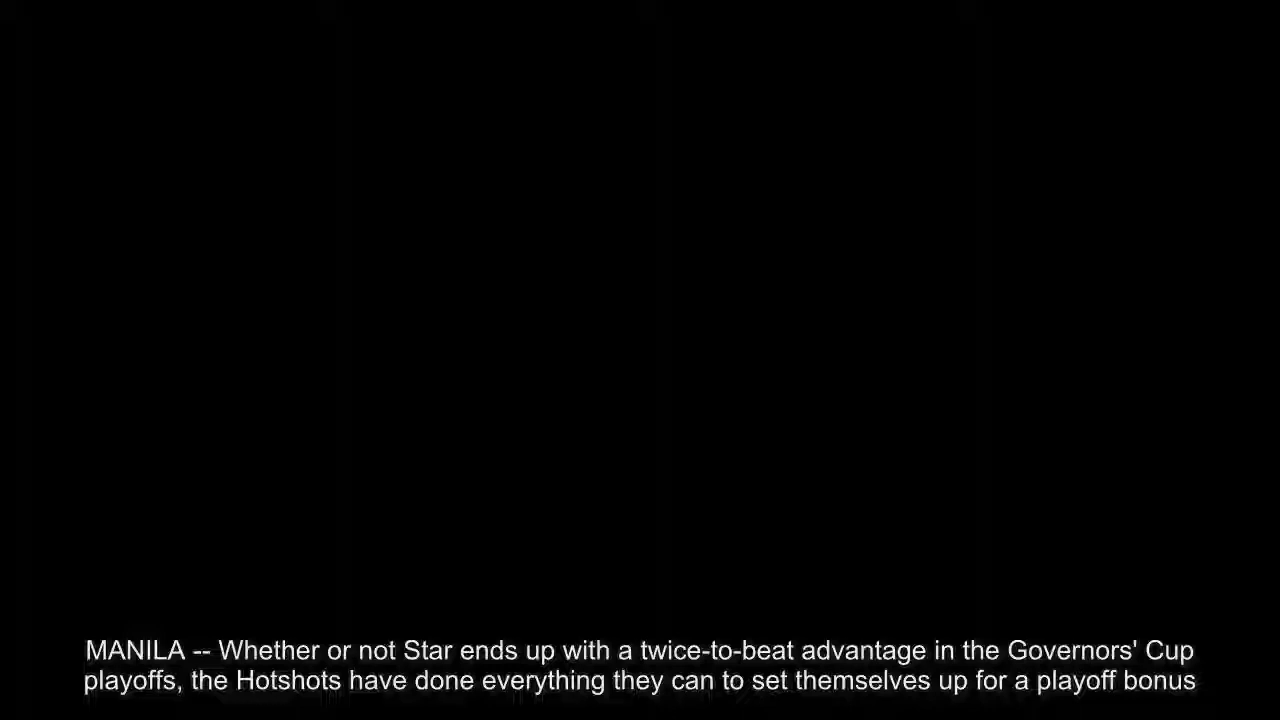 MANILA -- Whether or not Star ends up with a twice-to-beat advantage in the Governors' Cup
playoffs, the Hotshots have done everything they can to set themselves up for a playoff bonus